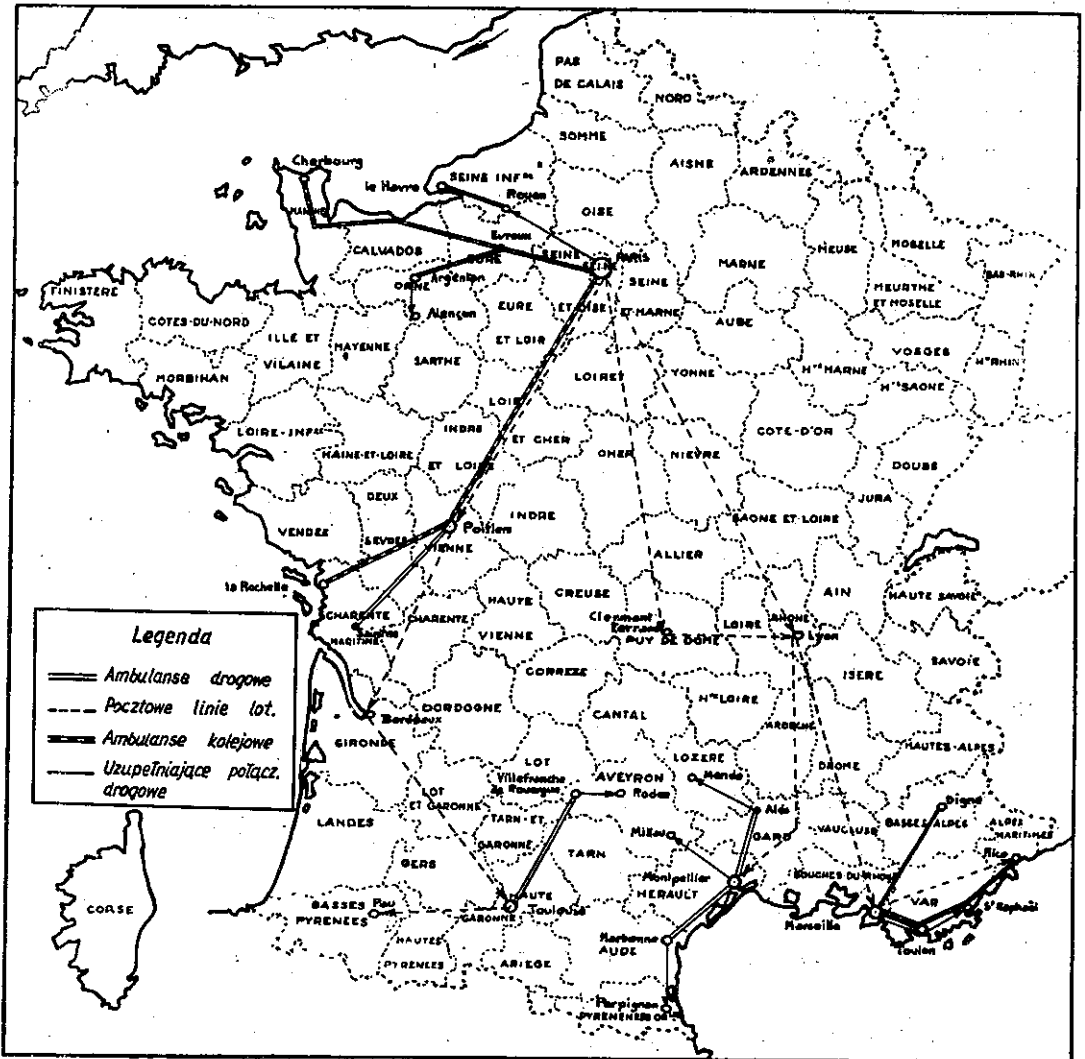 PAS
DE CALAIS
NORD
SOMME
AISNE
ARDENNES
Cherbourg
le Havre
SEINE INF
Rouen
OISE
MANCHE
CALVADOS
Evreux
EURE
SEINE
PARIS
SEINE
SEINE
ET MARNE
MARNE
MEUSE
MOSELLE
BAS-RHIN
MEURTHE
ET MOSELLE
FINISTERE
COTES-DU-NORD
Argentan
ORNE
Alençon
EURE
ET LOIR
ET OISE
AUBE
ILLE ET
VILAINE
MAYENNE
SARTHE
VOSGES
Hᵗ RHIN
MORBIHAN
LOIRET
YONNE
Hᵗᵉ MARNE
Hᵗᵉ SAONE
LOIRE-INFʳᵉ
MAINE-ET-LOIRE
INDRE
ET LOIRE
LOIR
ET CHER
CHER
NIEVRE
COTE-D'OR
DOUBS
JURA
VENDEE
DEUX
SEVRES
Poitiers
VIENNE
INDRE
SAONE ET LOIRE
ALLIER
la Rochelle
CHARENTE
MARITIME
Saintes
CHARENTE
HAUTE
VIENNE
CREUSE
Clermont
Ferrand
PUY DE DOME
LOIRE
RHONE
Lyon
AIN
HAUTE SAVOIE
SAVOIE
ISERE
CORREZE
Hᵗᵉ LOIRE
CANTAL
ARDECHE
DROME
HAUTES-ALPES
Legenda
Ambulanse drogowe
Pocztowe linie lot.
Ambulanse kolejowe
Uzupełniające połącz.
drogowe
Bordeaux
GIRONDE
DORDOGNE
LOT
Villefranche
de Rouergue
AVEYRON
Rodez
LOZERE
Mende
Alès
GARD
LOT
ET GARONNE
TARN-ET
GARONNE
LANDES
GERS
TARN
Millau
Montpellier
HERAULT
VAUCLUSE
BASSES ALPES
Digne
ALPES
MARITIMES
Nice
BOUCHES-DU-RHONE
VAR
Sᵗ Raphaël
Marseille
Toulon
CORSE
BASSES
PYRENEES
Pau
HAUTE
GARONNE
Toulouse
HAUTES
PYRENEES
ARIEGE
Narbonne
AUDE
Perpignan